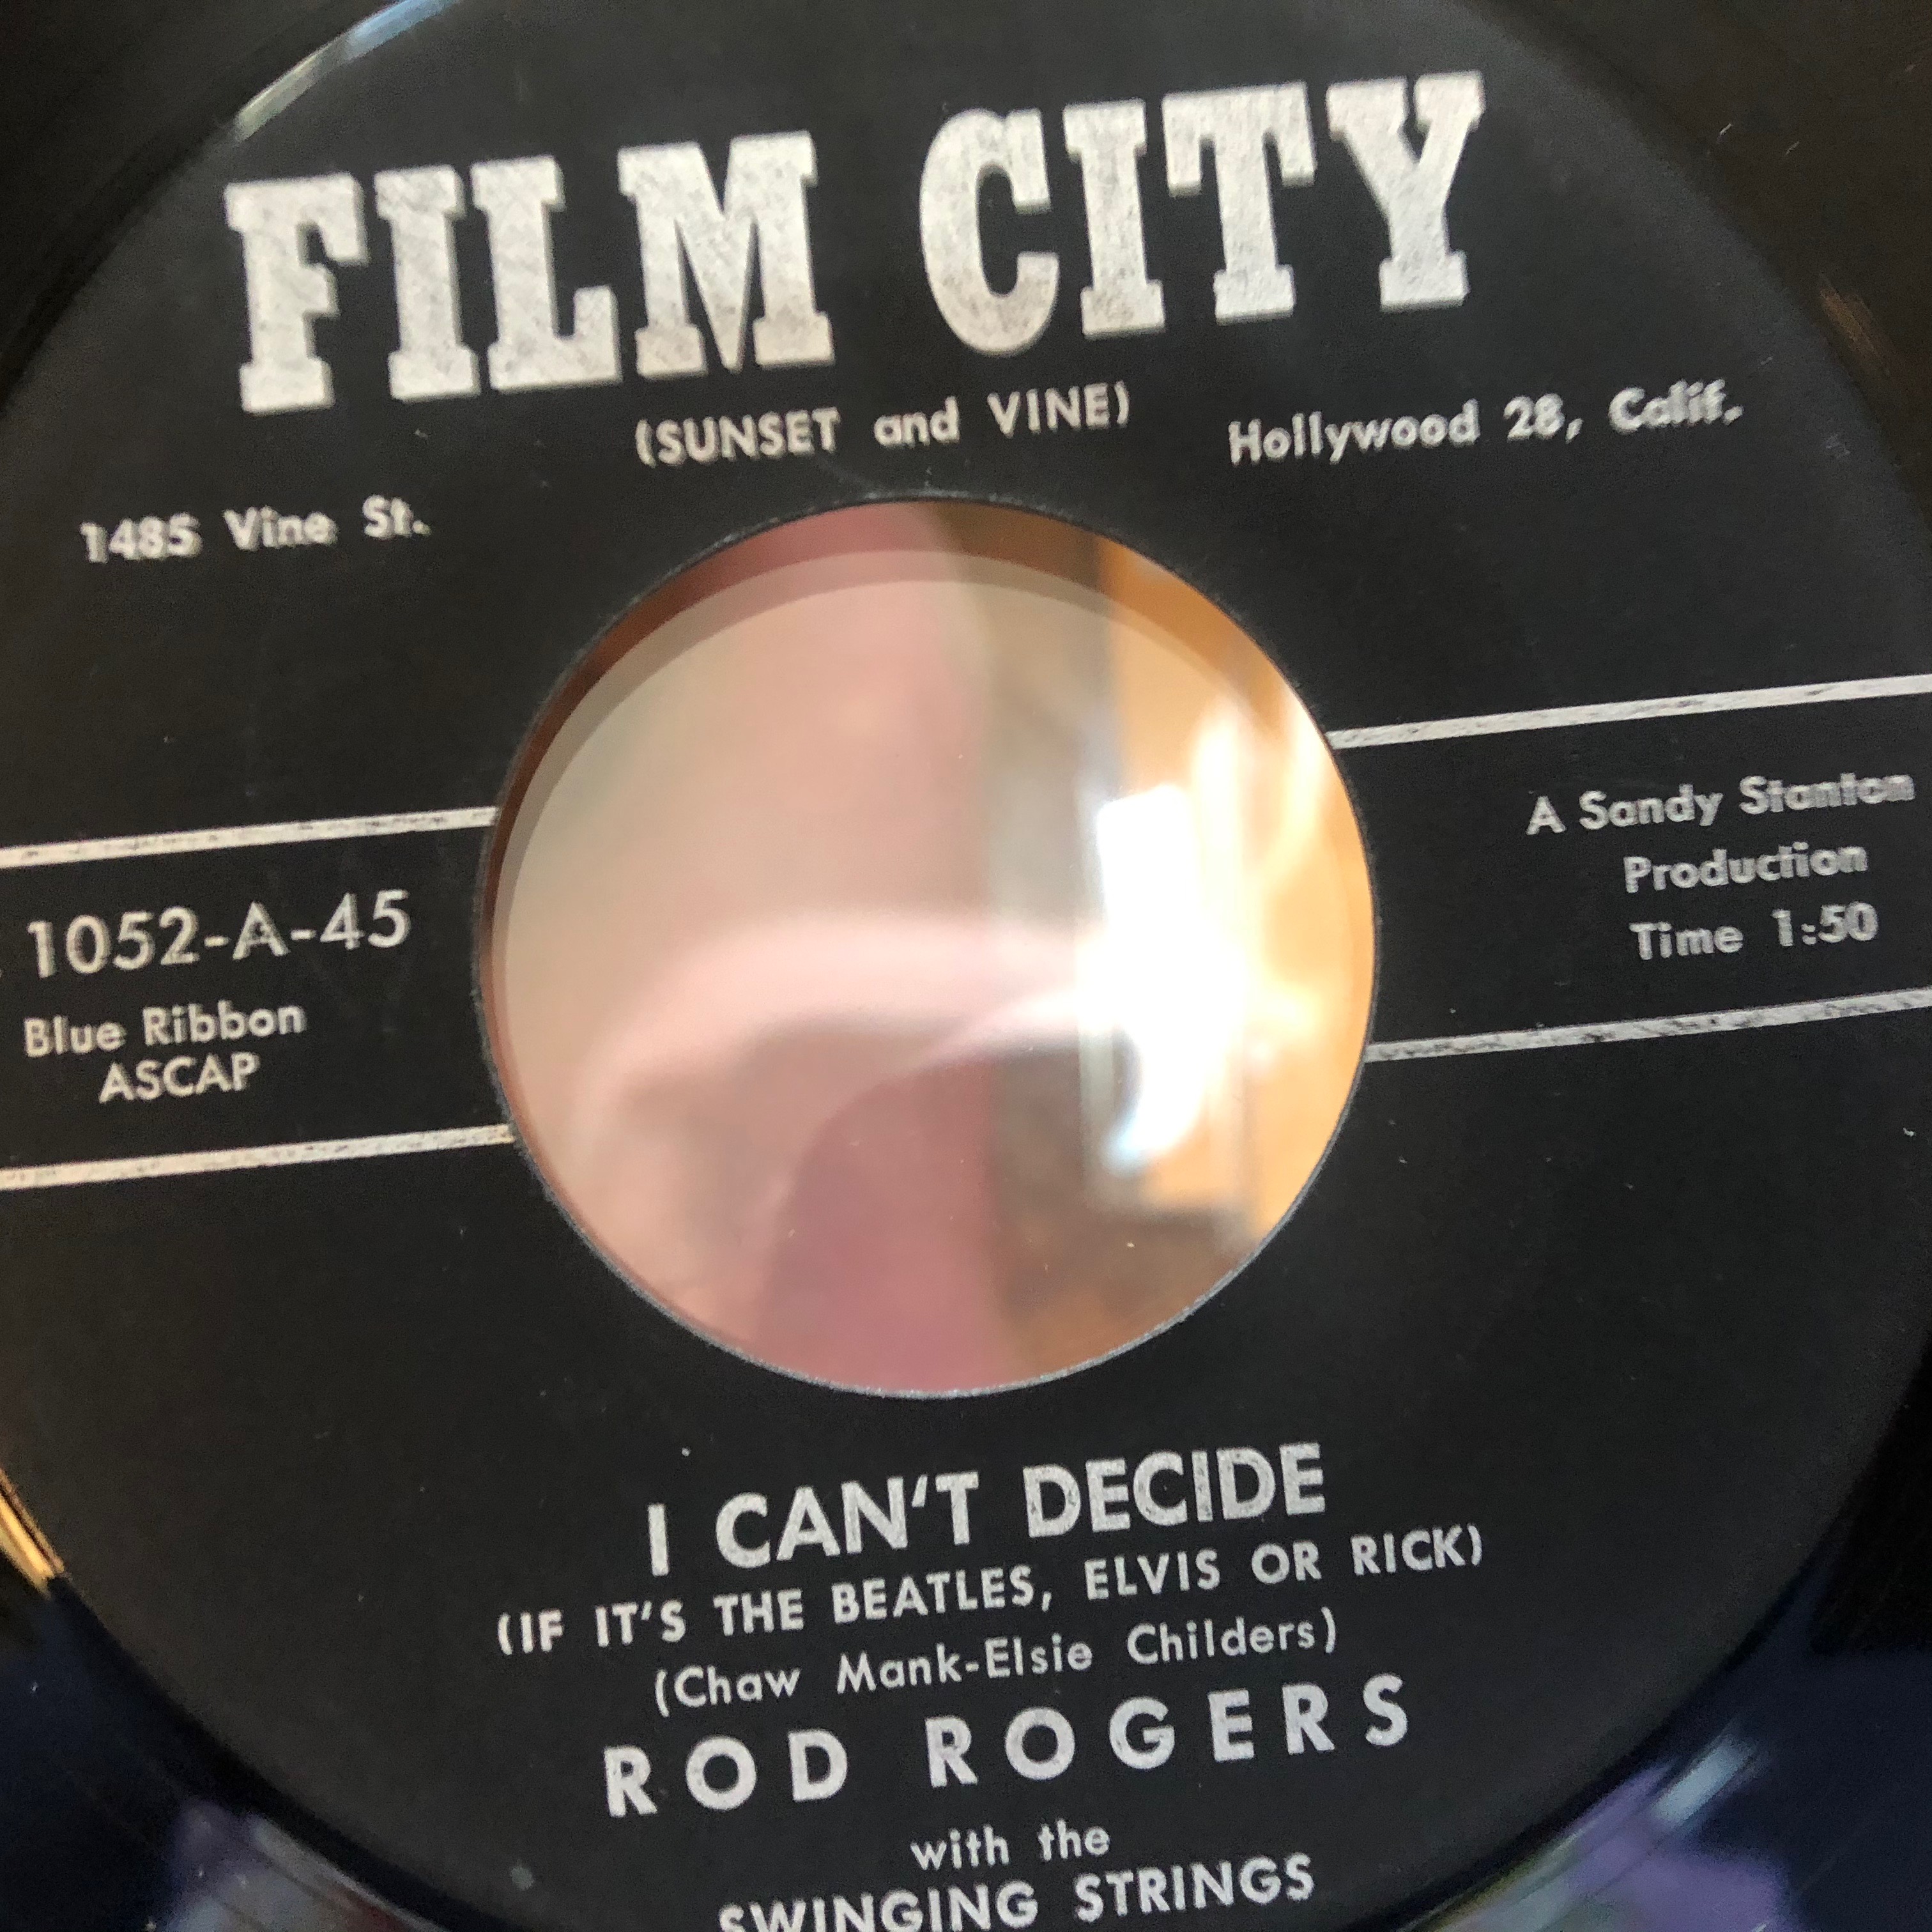 FILM CITY
(SUNSET and VINE)
1485 Vine St.
Hollywood 28, Calif.
1052-A-45
Blue Ribbon
ASCAP
A Sandy Stanton
Production
Time 1:50
I CAN'T DECIDE
(IF IT'S THE BEATLES, ELVIS OR RICK)
(Chaw Mank-Elsie Childers)
ROD ROGERS
with the
SWINGING STRINGS